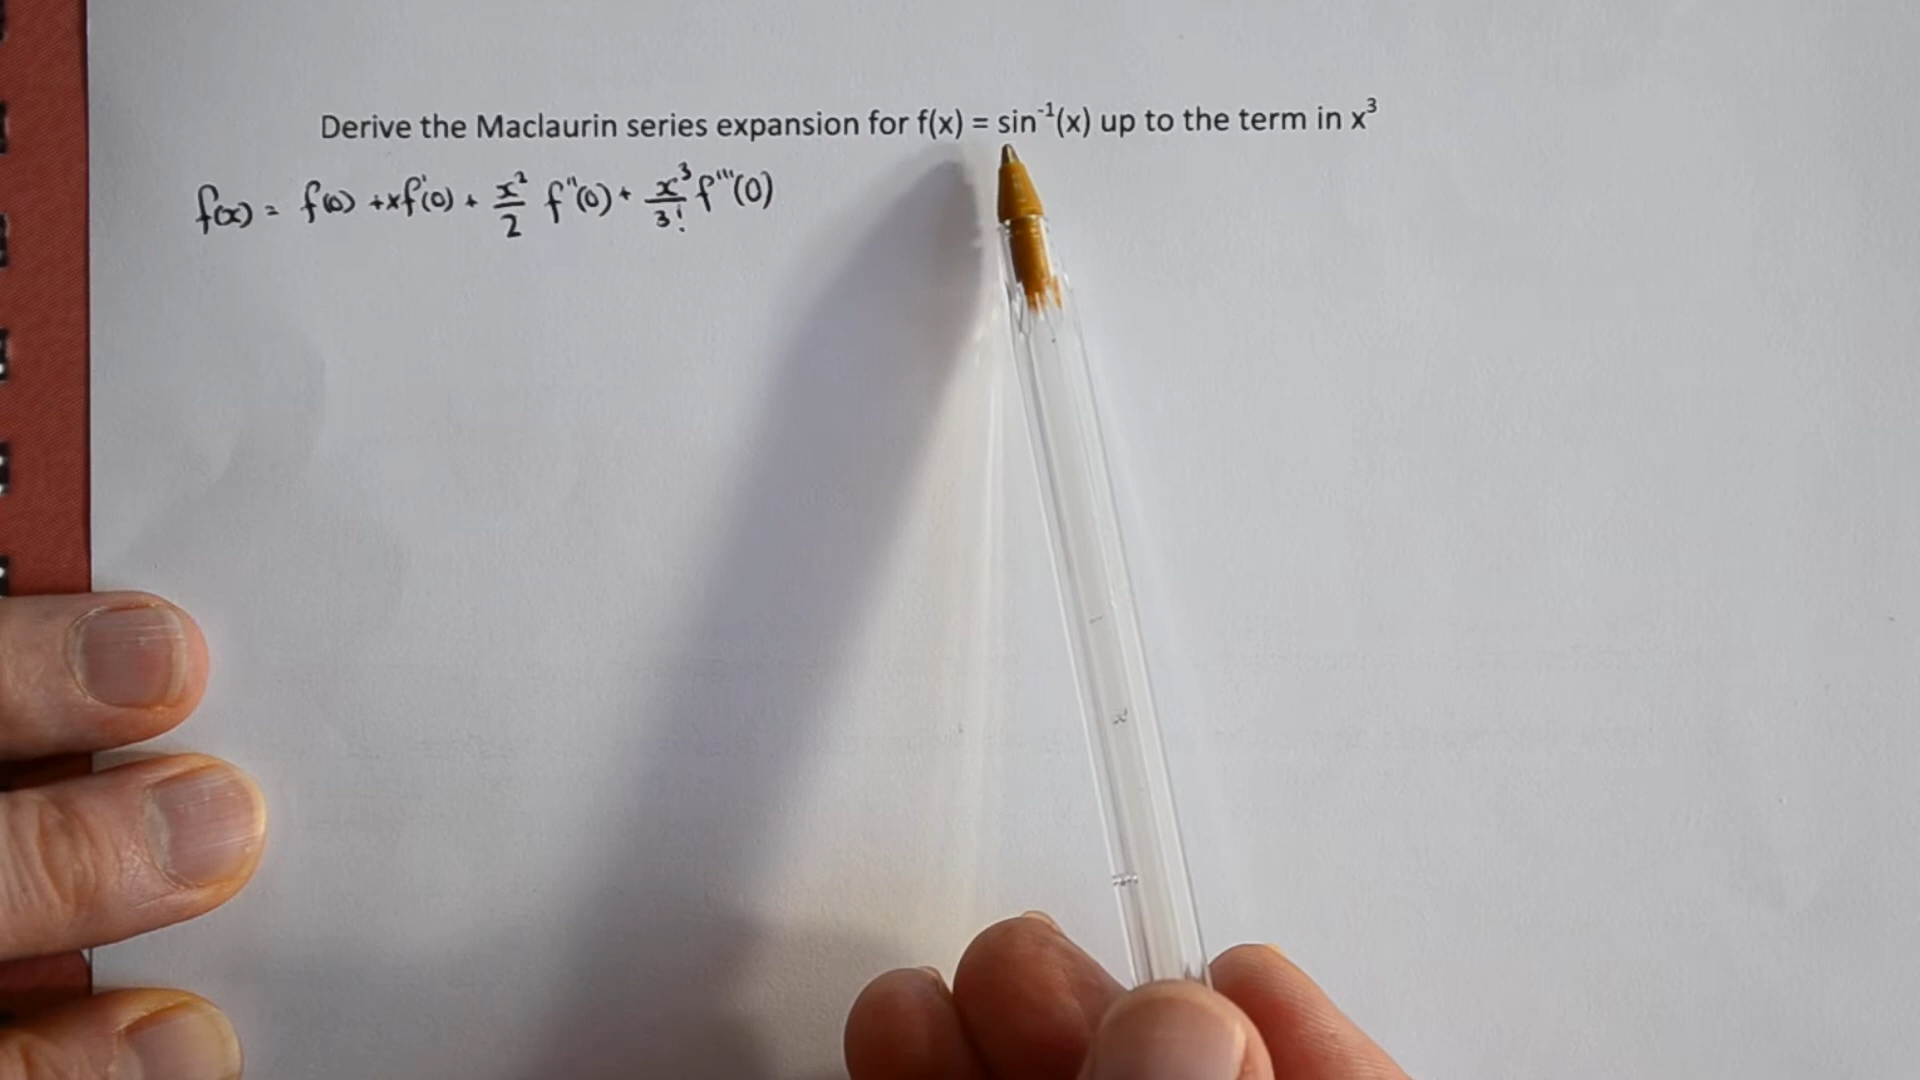 Derive the Maclaurin series expansion for f(x) = sin⁻¹(x) up to the term in x³
f(x) = f(0) + xf'(0) + x²/2 f''(0) + x³/3! f'''(0)